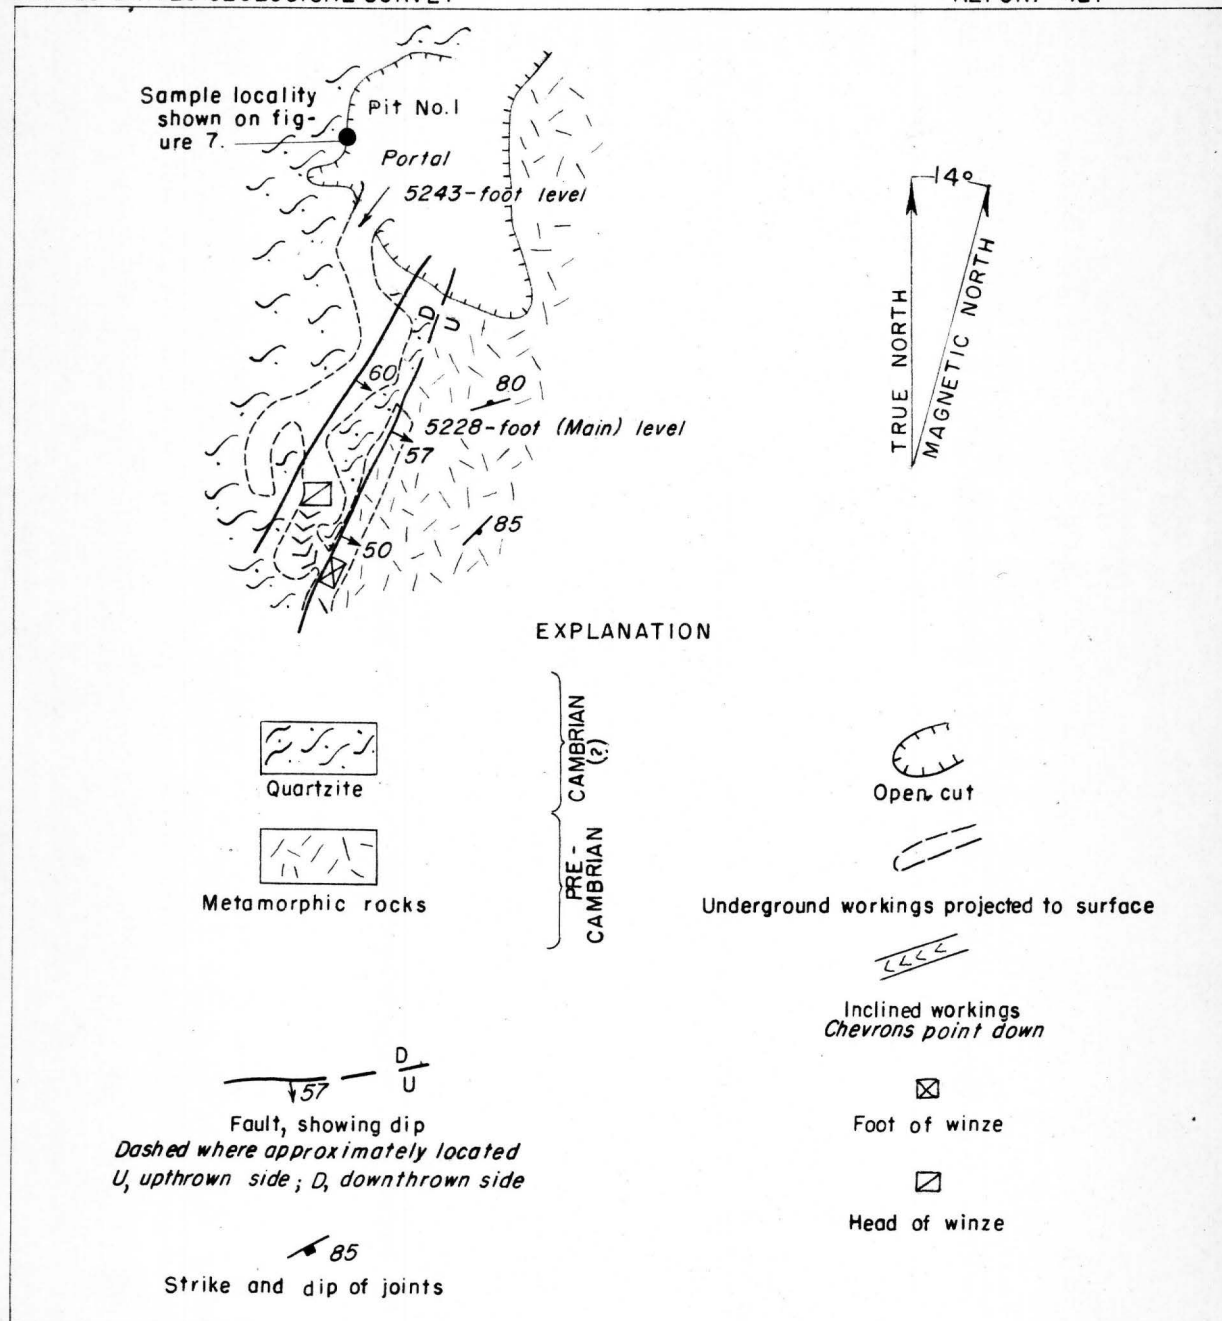 Sample locality
shown on fig-
ure 7.
Pit No.1
Portal
5243-foot level
14°
TRUE NORTH
MAGNETIC NORTH
D
U
60
80
5228-foot (Main) level
57
85
50
EXPLANATION
Quartzite
CAMBRIAN
(?)
Metamorphic rocks
PRE-
CAMBRIAN
Open cut
Underground workings projected to surface
Inclined workings
Chevrons point down
D
U
57
Fault, showing dip
Dashed where approximately located
U, upthrown side; D, downthrown side
Foot of winze
Head of winze
85
Strike and dip of joints